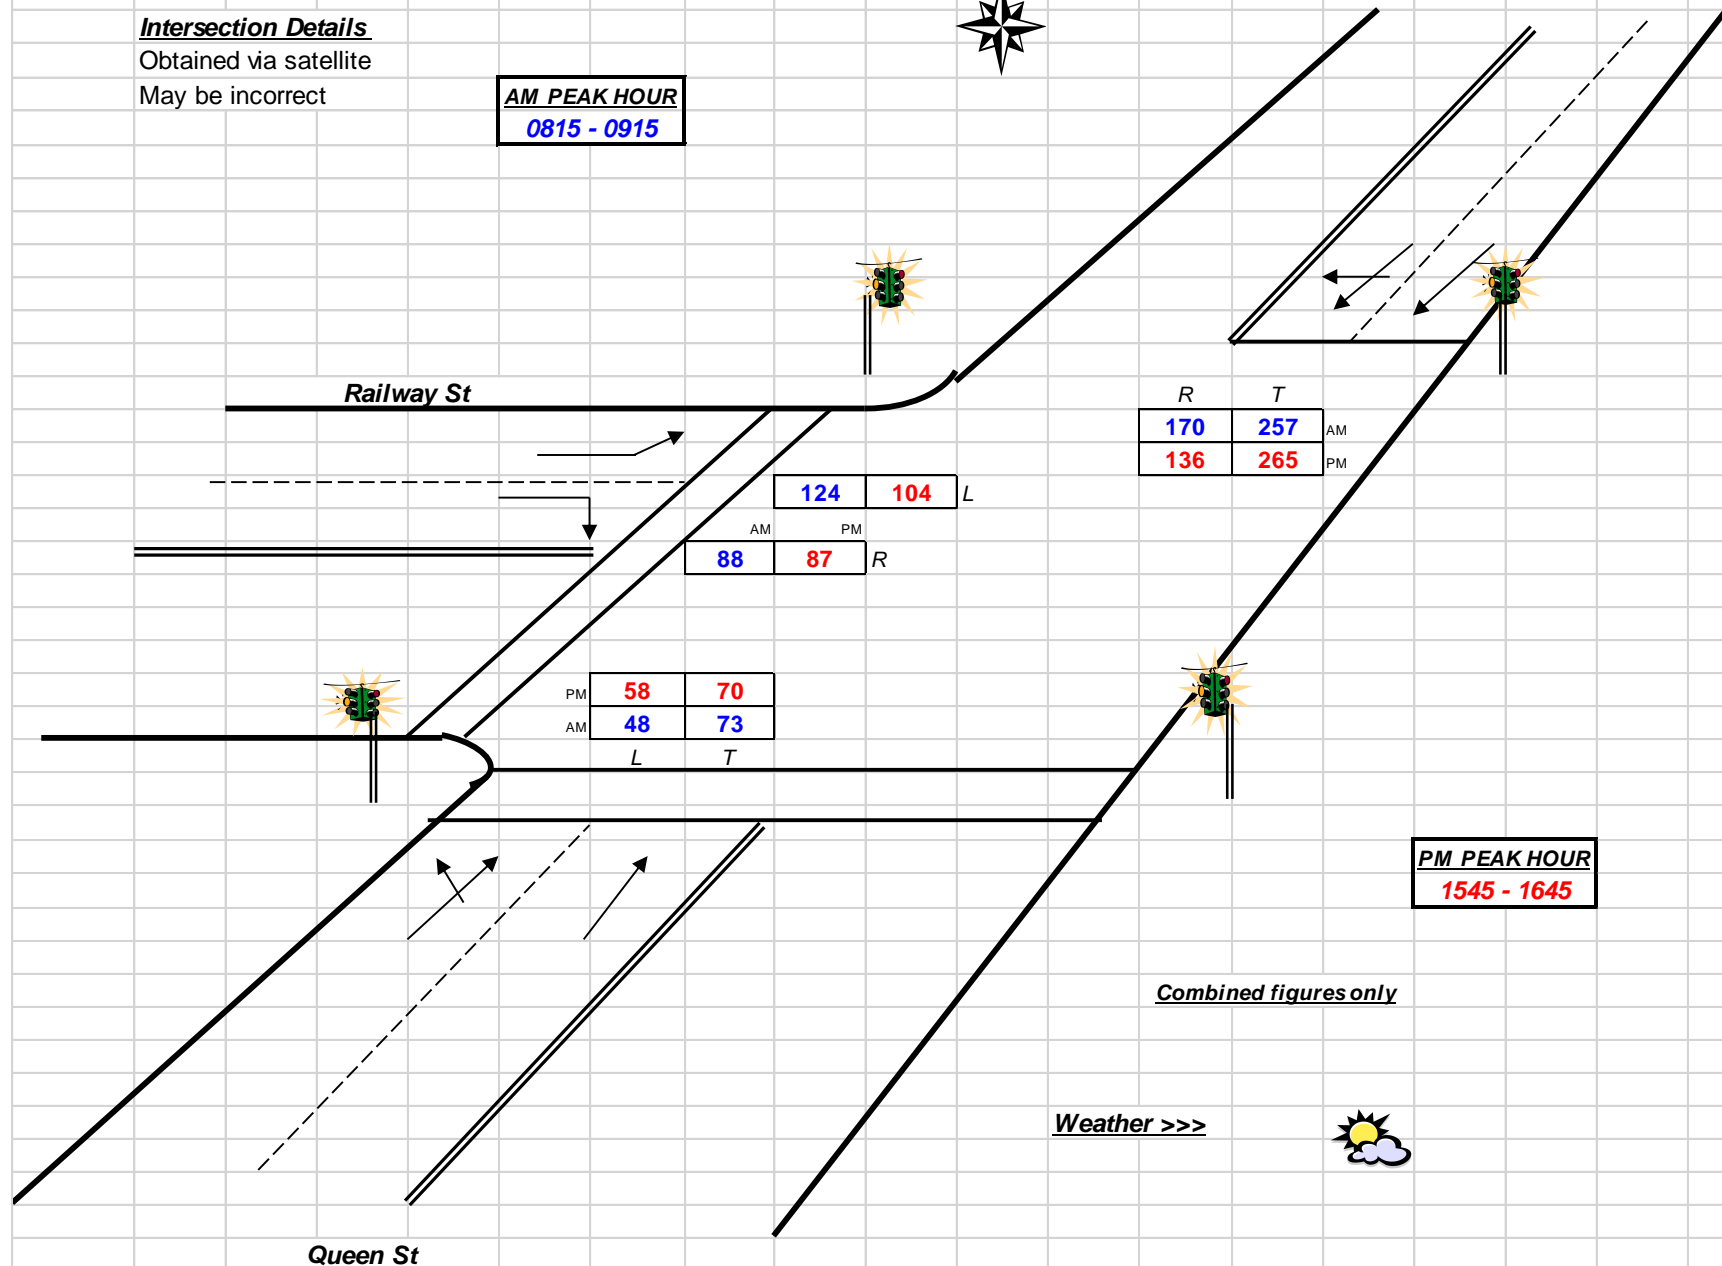 Intersection Details
Obtained via satellite
May be incorrect
AM PEAK HOUR
0815 - 0915
Railway St
R T
170 257 AM
136 265 PM
124 104 L
AM PM
88 87 R
PM 58 70
AM 48 73
L T
PM PEAK HOUR
1545 - 1645
Combined figures only
Weather >>>
Queen St